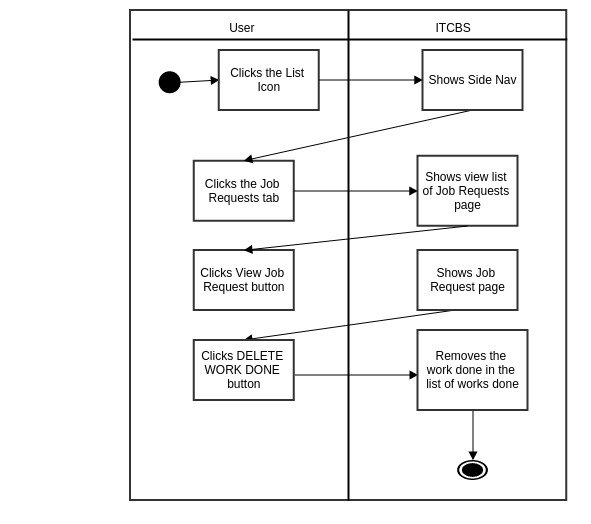 User
ITCBS
Clicks the List
Icon
Shows Side Nav
Clicks the Job
Requests tab
Shows view list
of Job Requests
page
Clicks View Job
Request button
Shows Job
Request page
Clicks DELETE
WORK DONE
button
Removes the
work done in the
list of works done